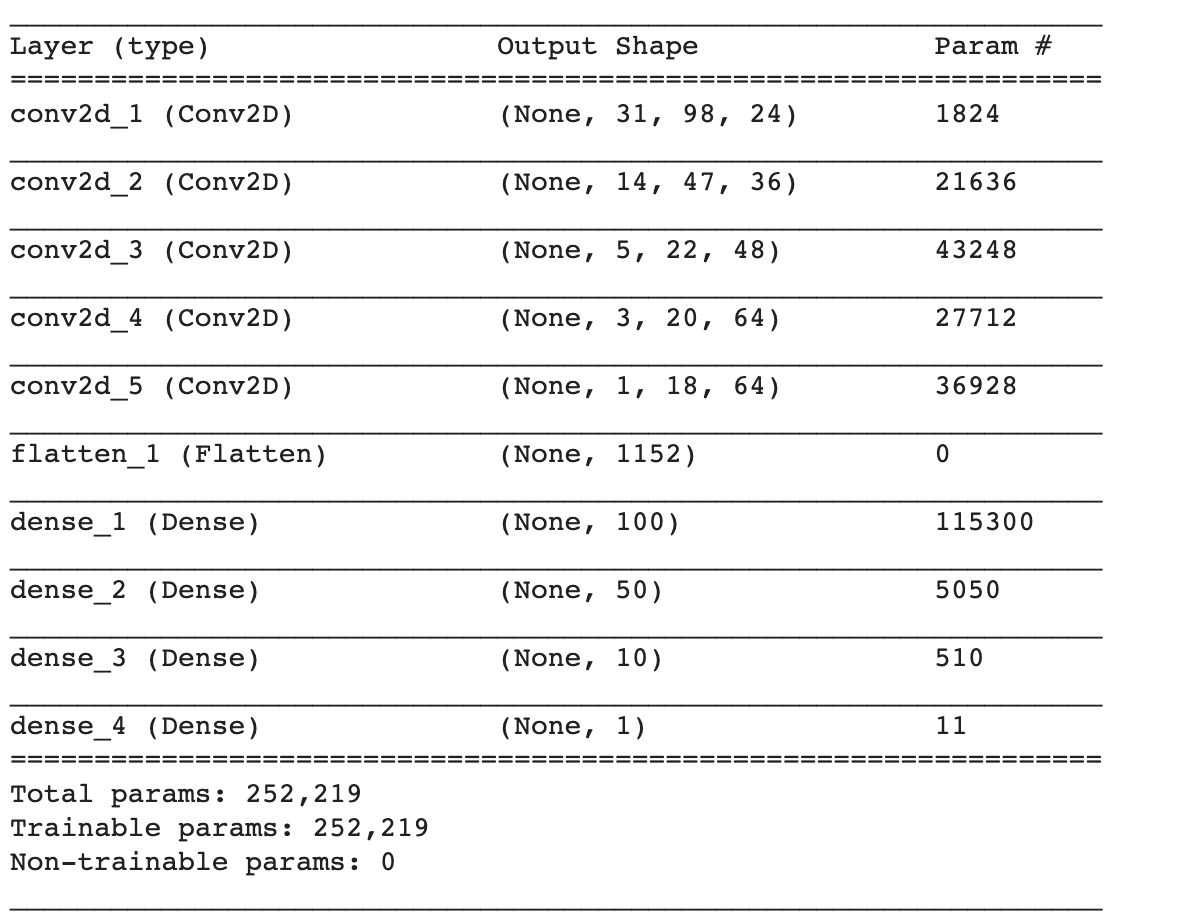 Layer (type) Output Shape Param #
=================================================================
conv2d_1 (Conv2D) (None, 31, 98, 24) 1824
conv2d_2 (Conv2D) (None, 14, 47, 36) 21636
conv2d_3 (Conv2D) (None, 5, 22, 48) 43248
conv2d_4 (Conv2D) (None, 3, 20, 64) 27712
conv2d_5 (Conv2D) (None, 1, 18, 64) 36928
flatten_1 (Flatten) (None, 1152) 0
dense_1 (Dense) (None, 100) 115300
dense_2 (Dense) (None, 50) 5050
dense_3 (Dense) (None, 10) 510
dense_4 (Dense) (None, 1) 11
=================================================================
Total params: 252,219
Trainable params: 252,219
Non-trainable params: 0